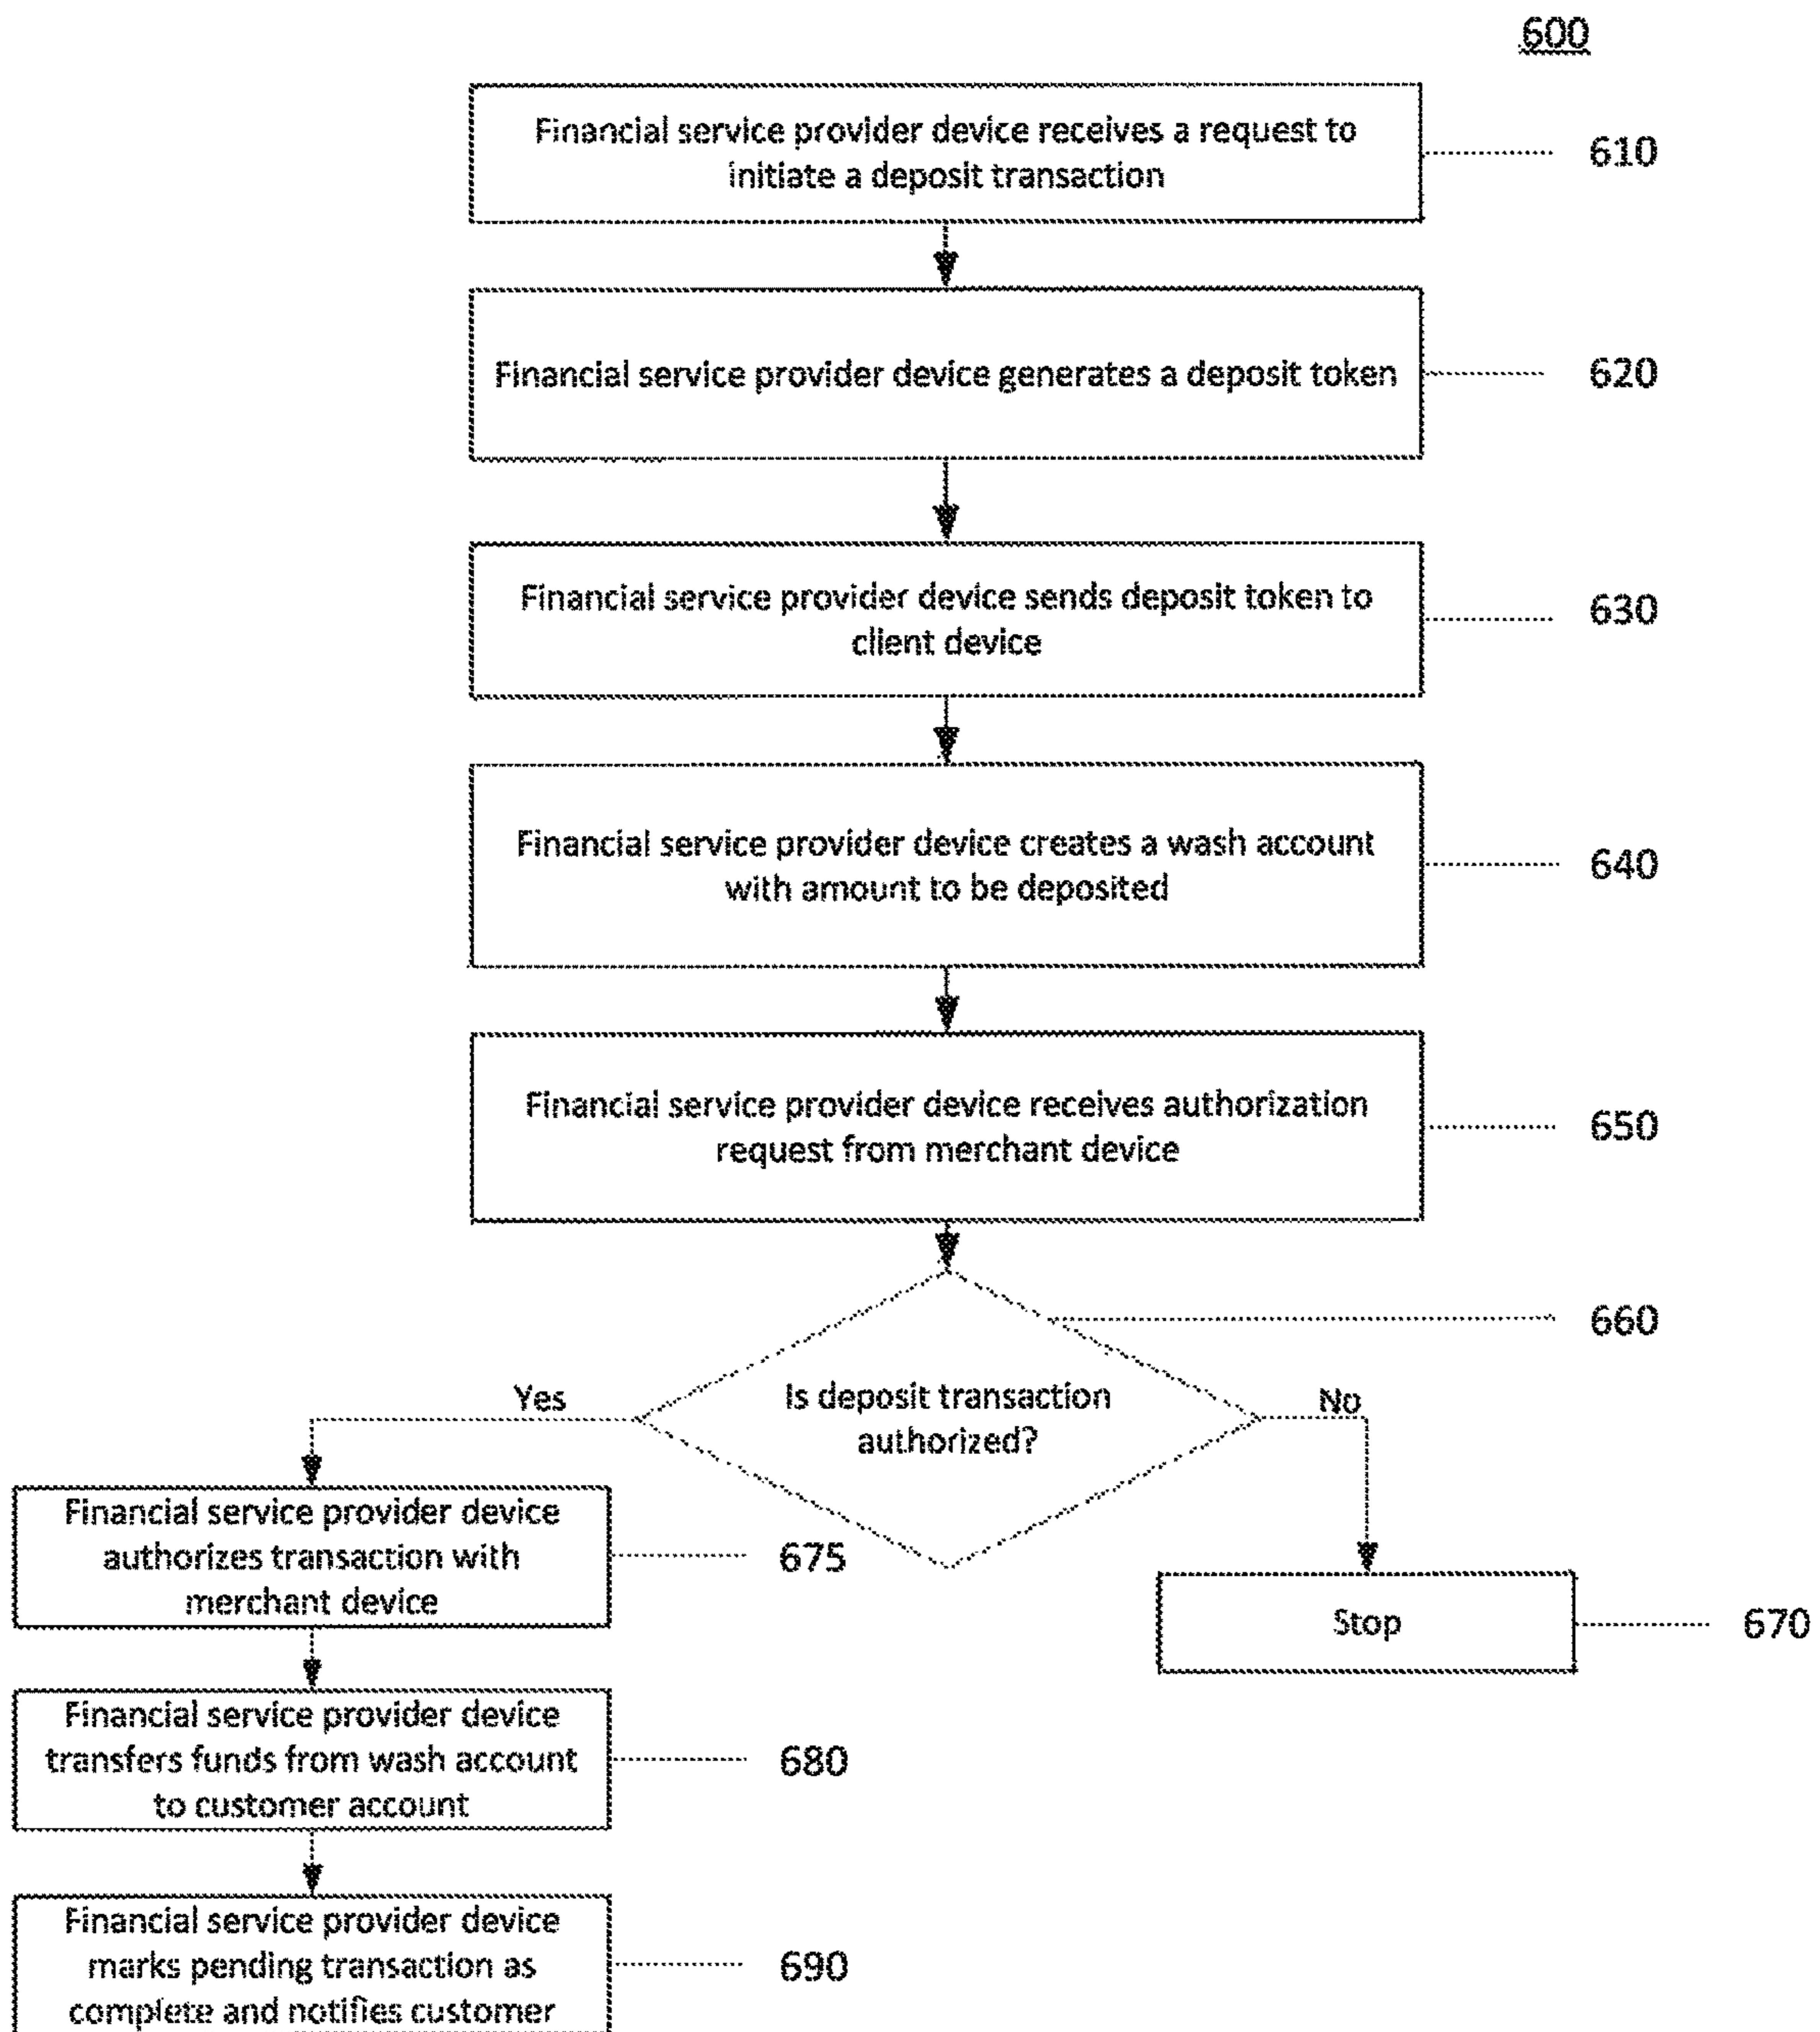 600
Financial service provider device receives a request to
initiate a deposit transaction
610
Financial service provider device generates a deposit token
620
Financial service provider device sends deposit token to
client device
630
Financial service provider device creates a wash account
with amount to be deposited
640
Financial service provider device receives authorization
request from merchant device
650
660
Is deposit transaction
authorized?
Yes
No
Financial service provider device
authorizes transaction with
merchant device
675
Stop
670
Financial service provider device
transfers funds from wash account
to customer account
680
Financial service provider device
marks pending transaction as
complete and notifies customer
690